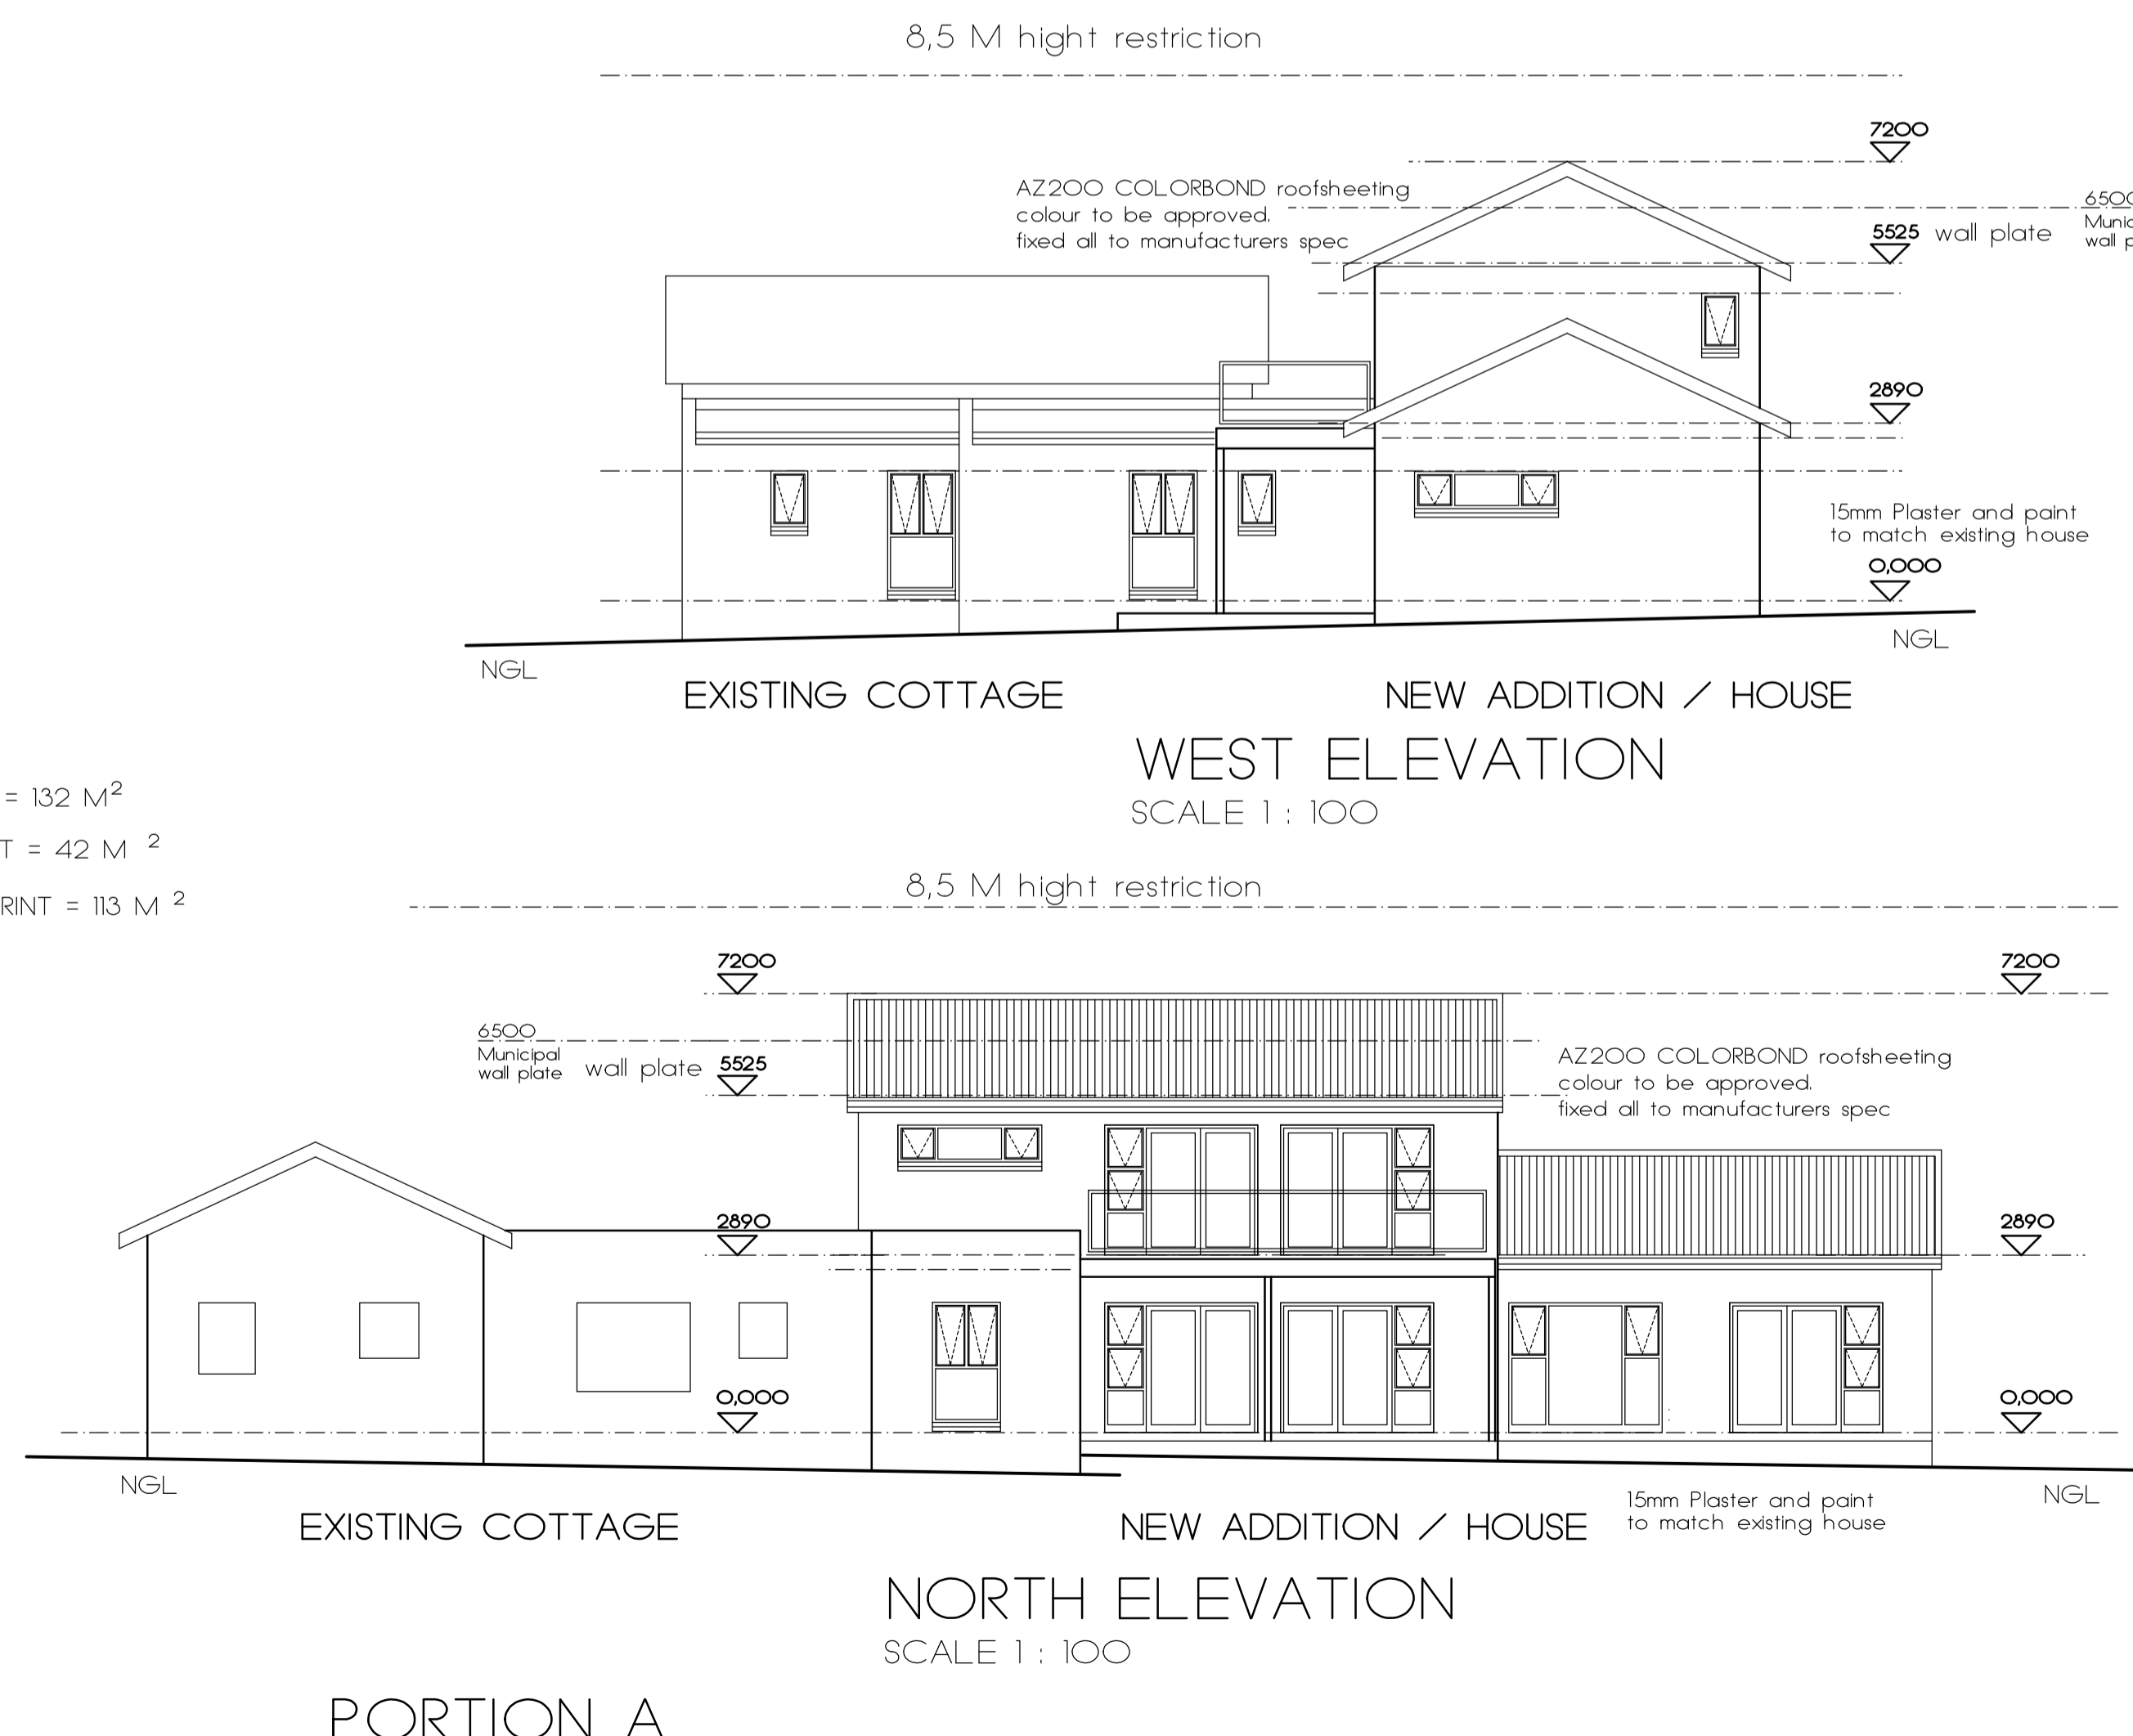 8,5 M hight restriction
7200
AZ200 COLORBOND roofsheeting
colour to be approved.
fixed all to manufacturers spec
6500
Munic
wall p
5525 wall plate
2890
15mm Plaster and paint
to match existing house
0,000
NGL
NGL
EXISTING COTTAGE
NEW ADDITION / HOUSE
WEST ELEVATION
SCALE 1 : 100
= 132 M²
T = 42 M ²
RINT = 113 M ²
8,5 M hight restriction
7200
7200
6500
Municipal
wall plate
wall plate 5525
AZ200 COLORBOND roofsheeting
colour to be approved.
fixed all to manufacturers spec
2890
2890
0,000
0,000
NGL
NGL
EXISTING COTTAGE
NEW ADDITION / HOUSE
15mm Plaster and paint
to match existing house
NORTH ELEVATION
SCALE 1 : 100
PORTION A